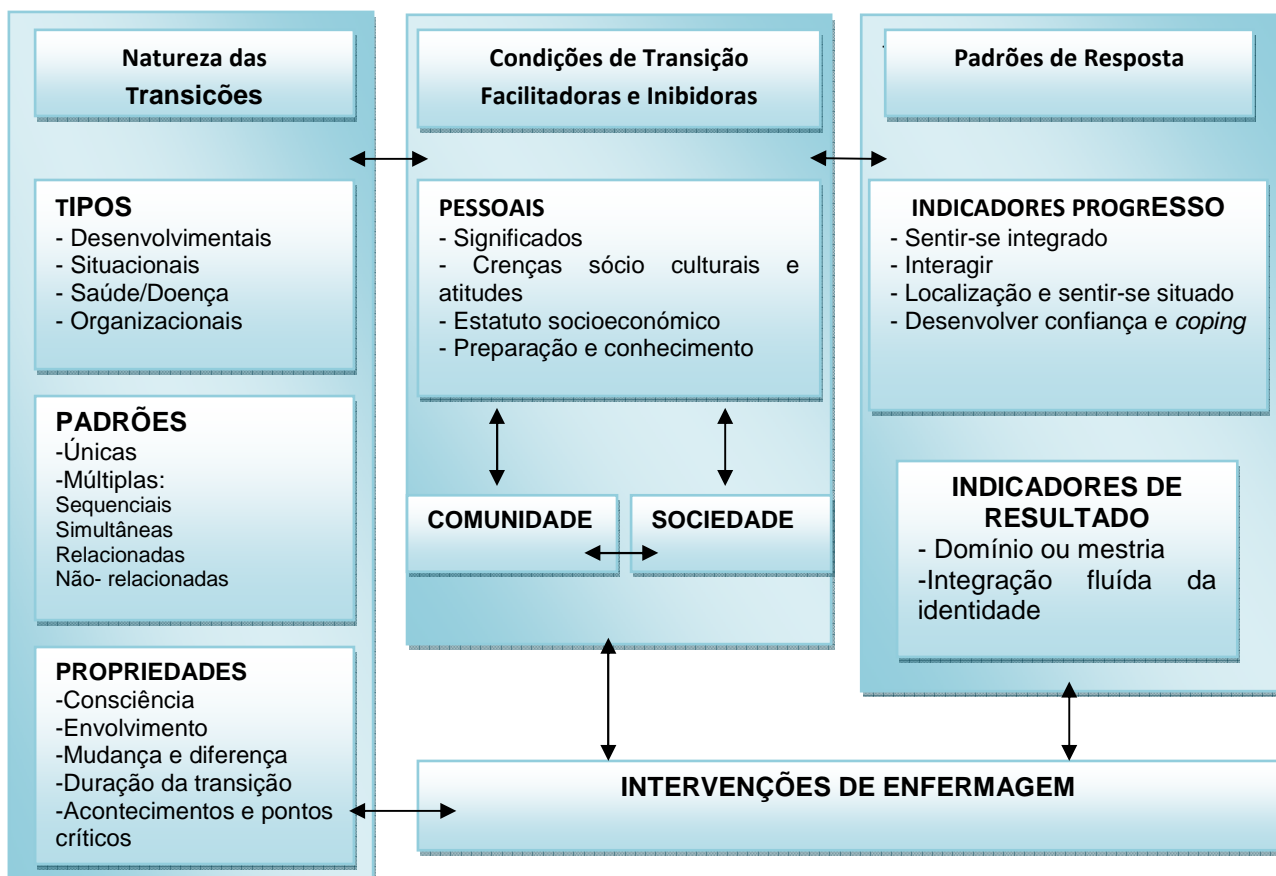 Natureza das
Transicões
TIPOS
- Desenvolvimentais
- Situacionais
- Saúde/Doença
- Organizacionais
PADRÕES
-Únicas
-Múltiplas:
Sequenciais
Simultâneas
Relacionadas
Não- relacionadas
PROPRIEDADES
-Consciência
-Envolvimento
-Mudança e diferença
-Duração da transição
-Acontecimentos e pontos
críticos
Condições de Transição
Facilitadoras e Inibidoras
PESSOAIS
- Significados
- Crenças sócio culturais e
atitudes
- Estatuto socioeconómico
- Preparação e conhecimento
COMUNIDADE
SOCIEDADE
Padrões de Resposta
INDICADORES PROGRESSO
- Sentir-se integrado
- Interagir
- Localização e sentir-se situado
- Desenvolver confiança e coping
INDICADORES DE
RESULTADO
- Domínio ou mestria
-Integração fluída da
identidade
INTERVENÇÕES DE ENFERMAGEM